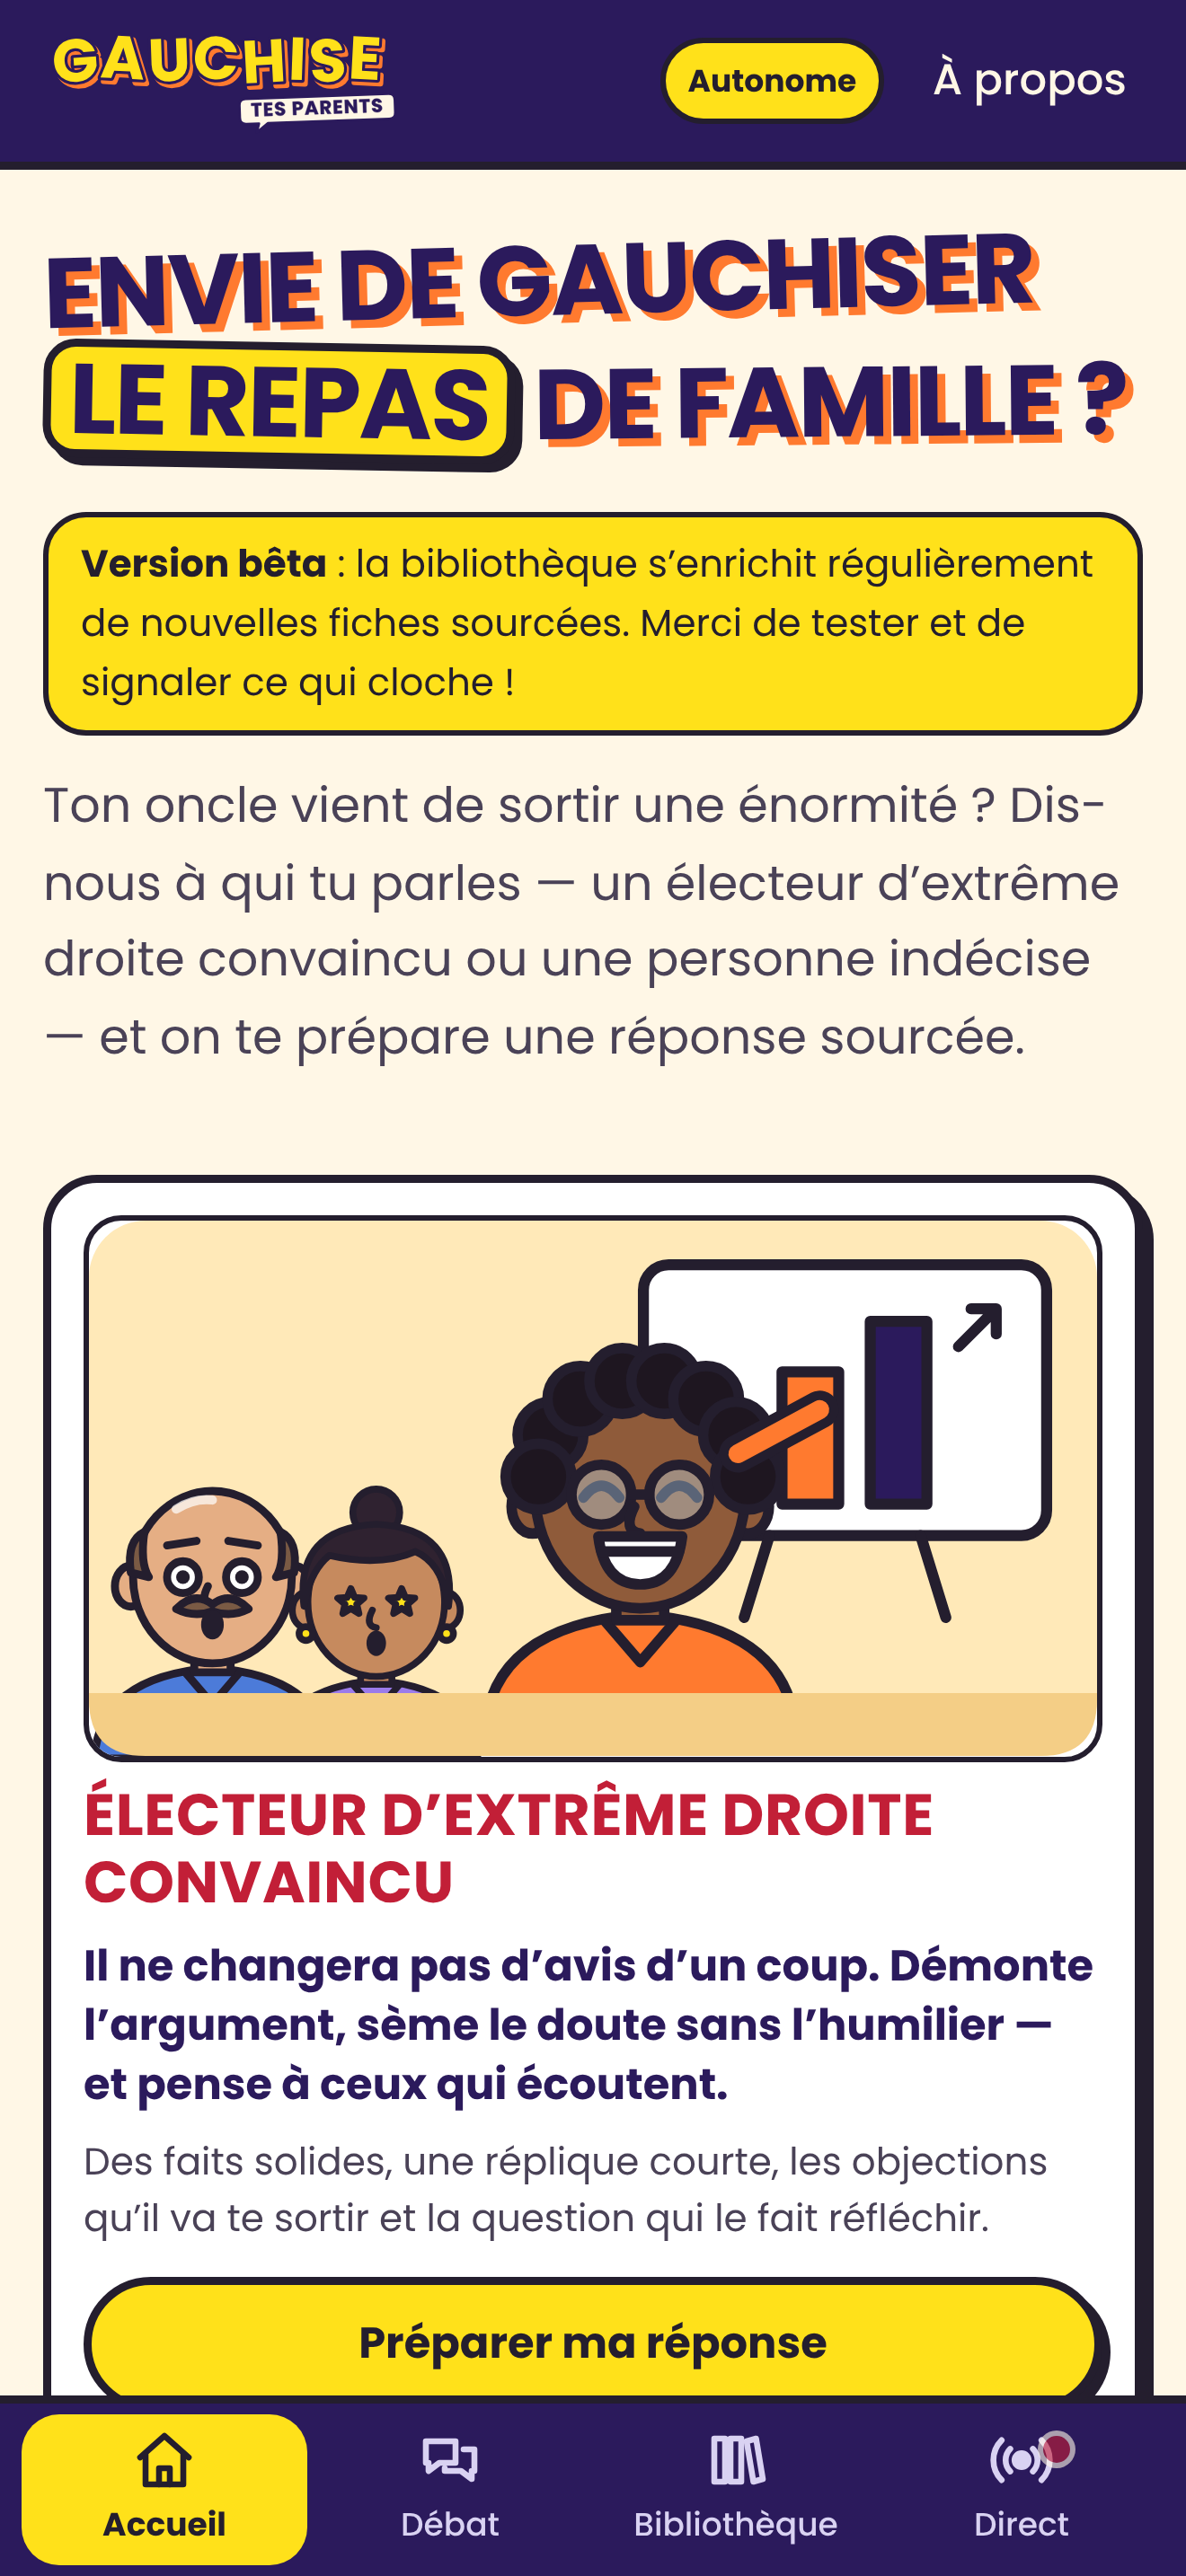 GAUCHISE
TES PARENTS
Autonome
À propos
ENVIE DE GAUCHISER
LE REPAS DE FAMILLE ?
Version bêta : la bibliothèque s’enrichit régulièrement
de nouvelles fiches sourcées. Merci de tester et de
signaler ce qui cloche !
Ton oncle vient de sortir une énormité ? Dis-
nous à qui tu parles — un électeur d’extrême
droite convaincu ou une personne indécise
— et on te prépare une réponse sourcée.
ÉLECTEUR D’EXTRÊME DROITE
CONVAINCU
Il ne changera pas d’avis d’un coup. Démonte
l’argument, sème le doute sans l’humilier —
et pense à ceux qui écoutent.
Des faits solides, une réplique courte, les objections
qu’il va te sortir et la question qui le fait réfléchir.
Préparer ma réponse
Accueil
Débat
Bibliothèque
Direct